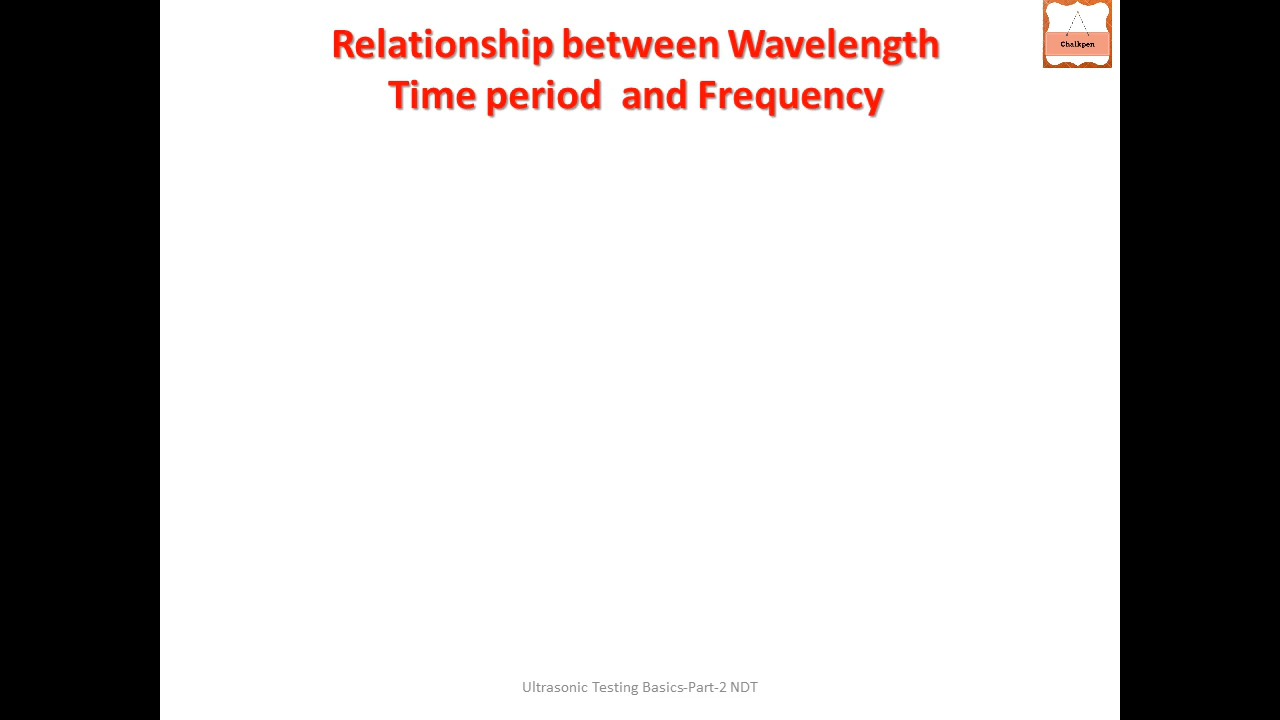 Relationship between Wavelength
Time period  and Frequency
Chalkpen
Ultrasonic Testing Basics-Part-2 NDT